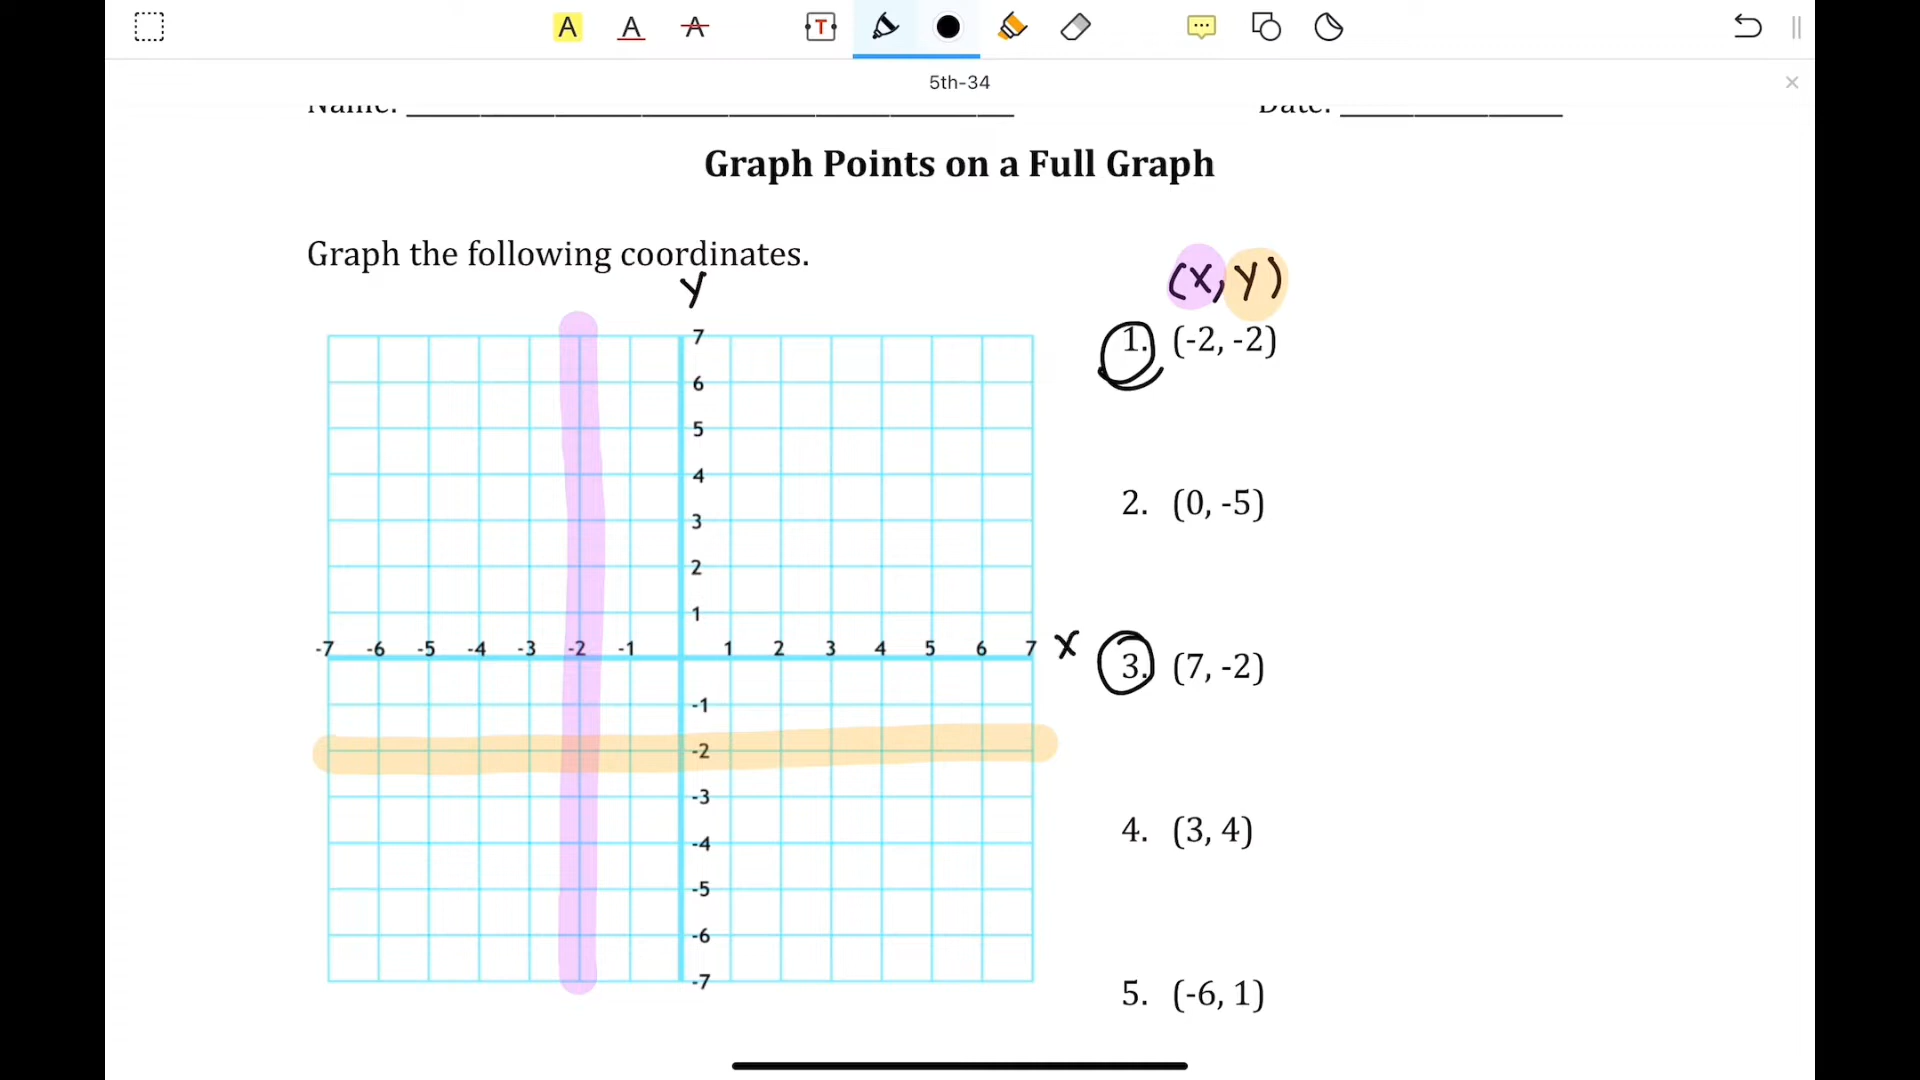 A A A T
5th-34
Name: Date:
Graph Points on a Full Graph
Graph the following coordinates.
(x, y)
y
7
6
5
4
3
2
1
-7 -6 -5 -4 -3 -2 -1 1 2 3 4 5 6 7 x
-1
-2
-3
-4
-5
-6
-7
1. (-2, -2)
2. (0, -5)
3. (7, -2)
4. (3, 4)
5. (-6, 1)